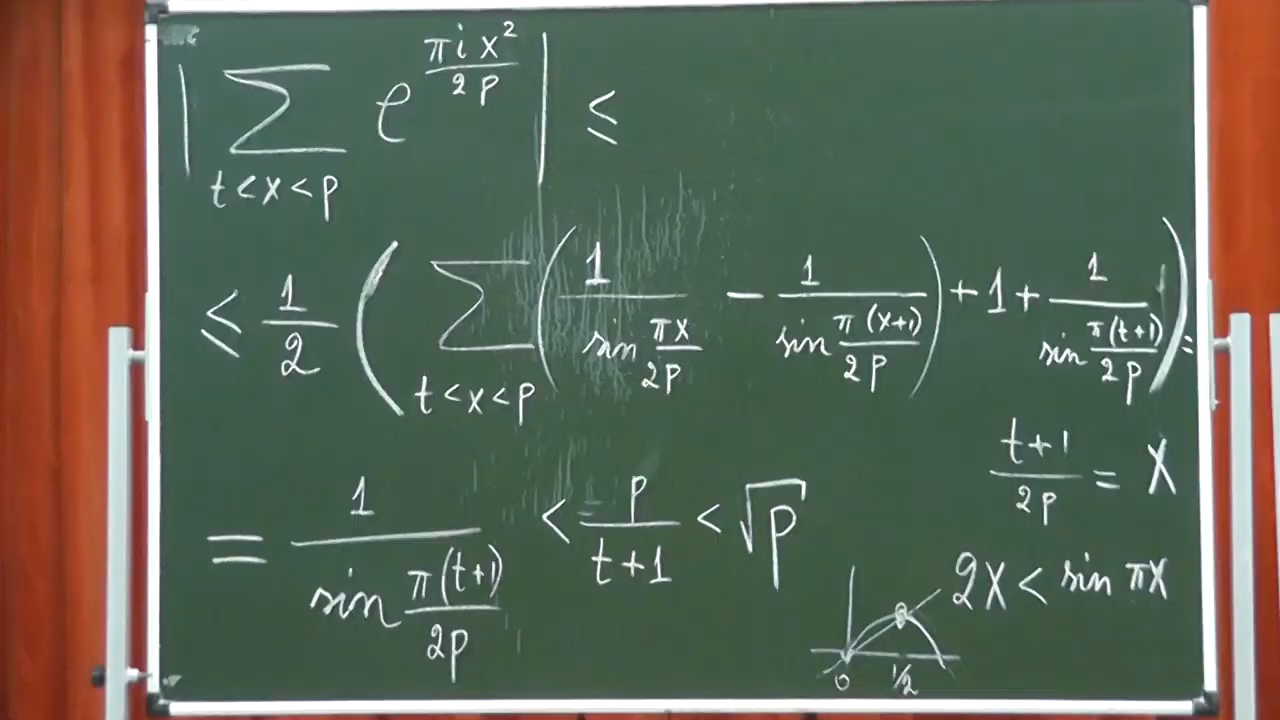 |∑_{t<x<p} e^{πix²/2p}| ≤
≤ 1/2 (∑_{t<x<p} (1/sin(πx/2p) − 1/sin(π(x+1)/2p)) + 1 + 1/sin(π(t+1)/2p)) =
(t+1)/2p = x
= 1/sin(π(t+1)/2p) < p/(t+1) < √p
2x < sin πx
0 1/2